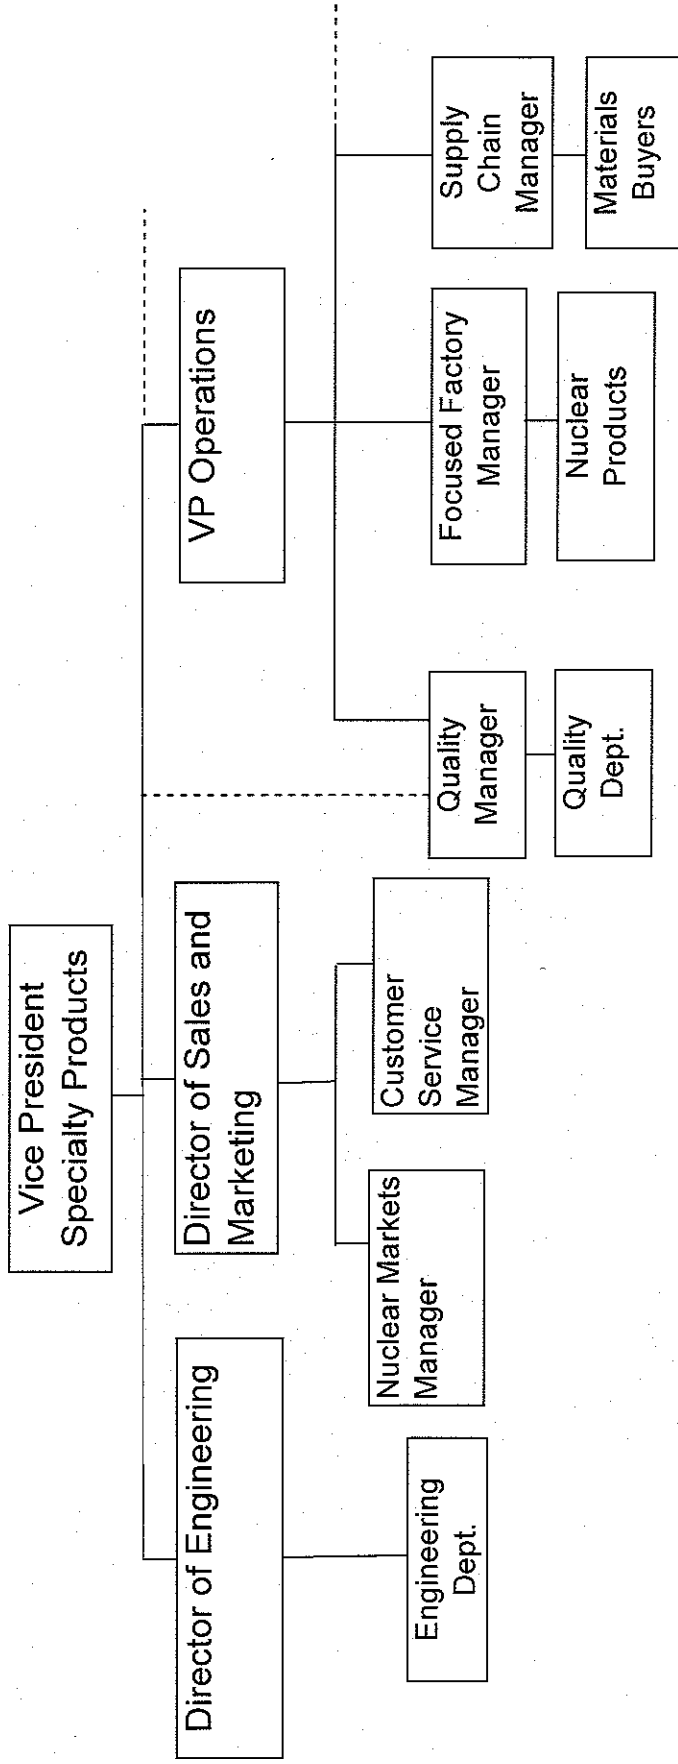 Vice President
Specialty Products
Director of Engineering
Director of Sales and
Marketing
VP Operations
Engineering
Dept.
Nuclear Markets
Manager
Customer
Service
Manager
Quality
Manager
Focused Factory
Manager
Supply
Chain
Manager
Quality
Dept.
Nuclear
Products
Materials
Buyers